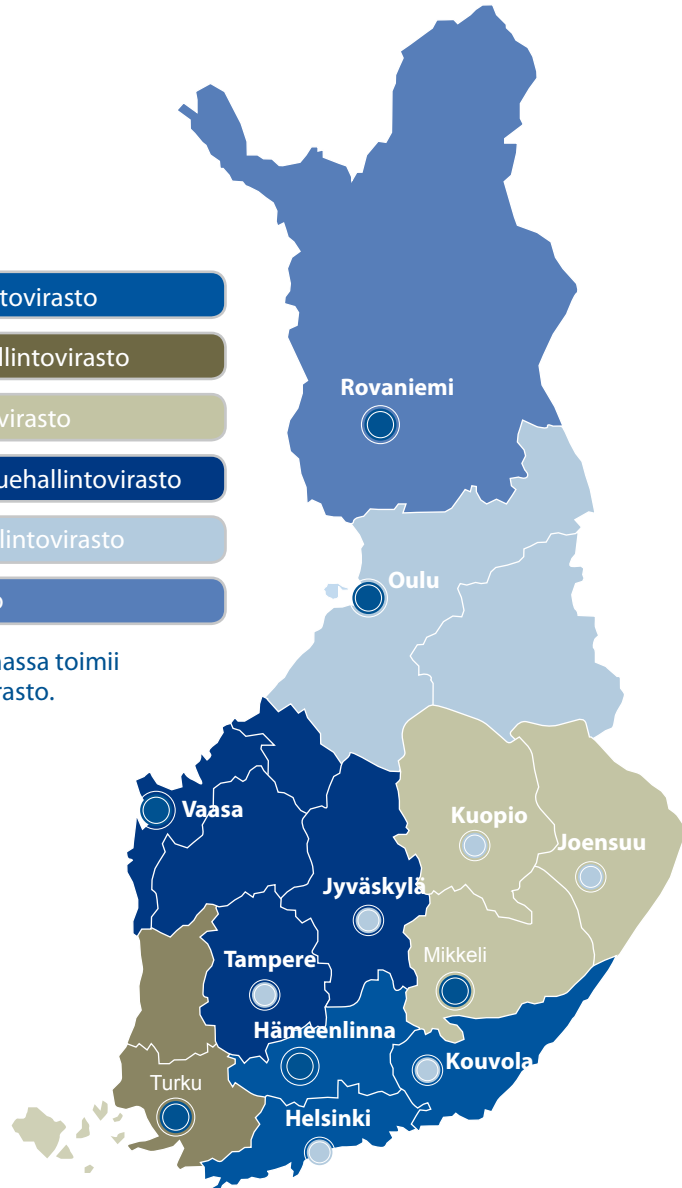 tovirasto
llintovirasto
virasto
uehallintovirasto
lintovirasto
o
assa toimii
rasto.
Rovaniemi
Oulu
Vaasa
Kuopio
Joensuu
Jyväskylä
Tampere
Mikkeli
Hämeenlinna
Kouvola
Turku
Helsinki